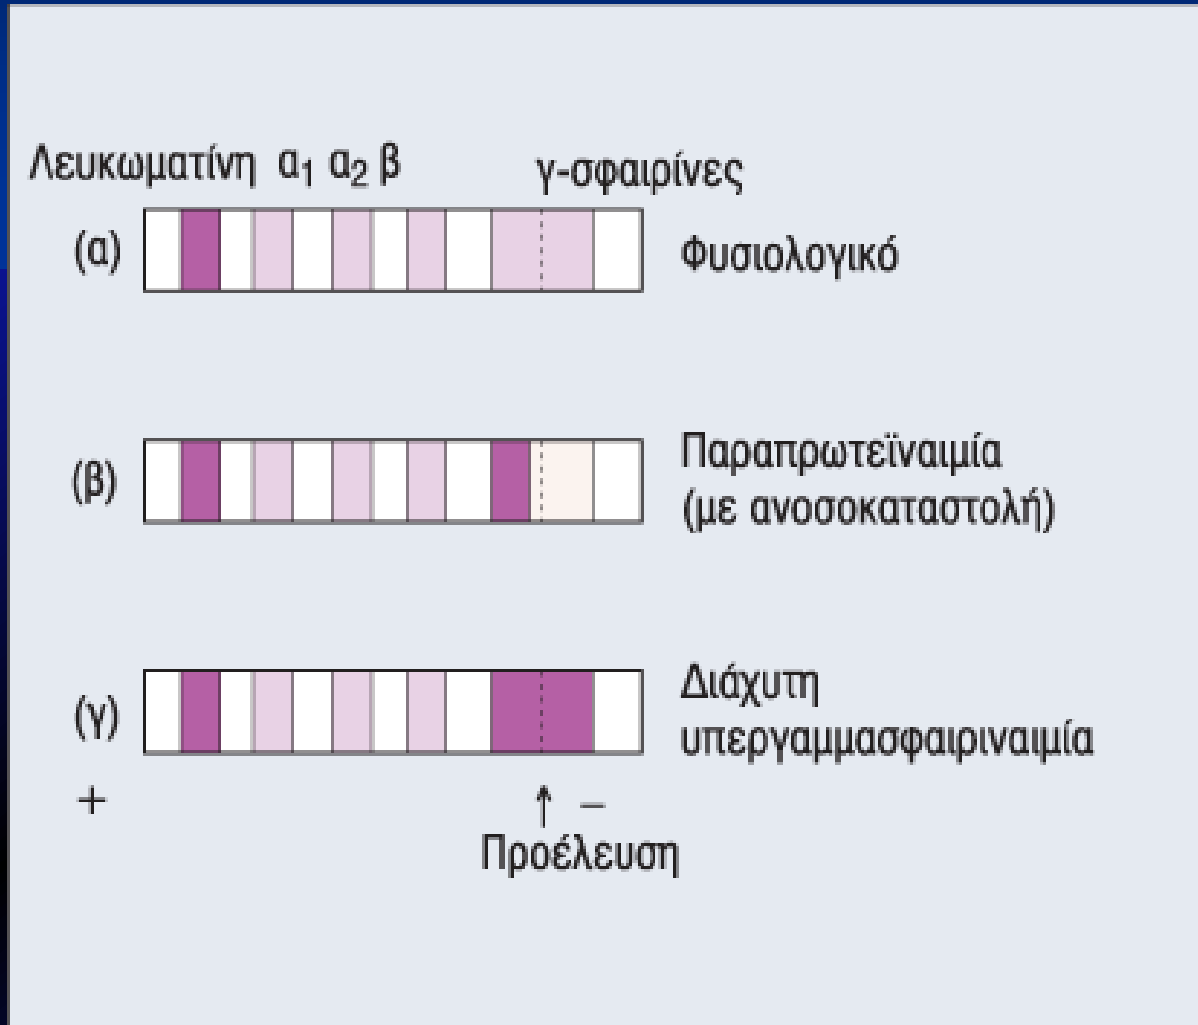 Λευκωματίνη α₁ α₂ β γ-σφαιρίνες
(α) Φυσιολογικό
(β) Παραπρωτεϊναιμία
(με ανοσοκαταστολή)
(γ) Διάχυτη
υπεργαμμασφαιριναιμία
+ ↑ –
Προέλευση